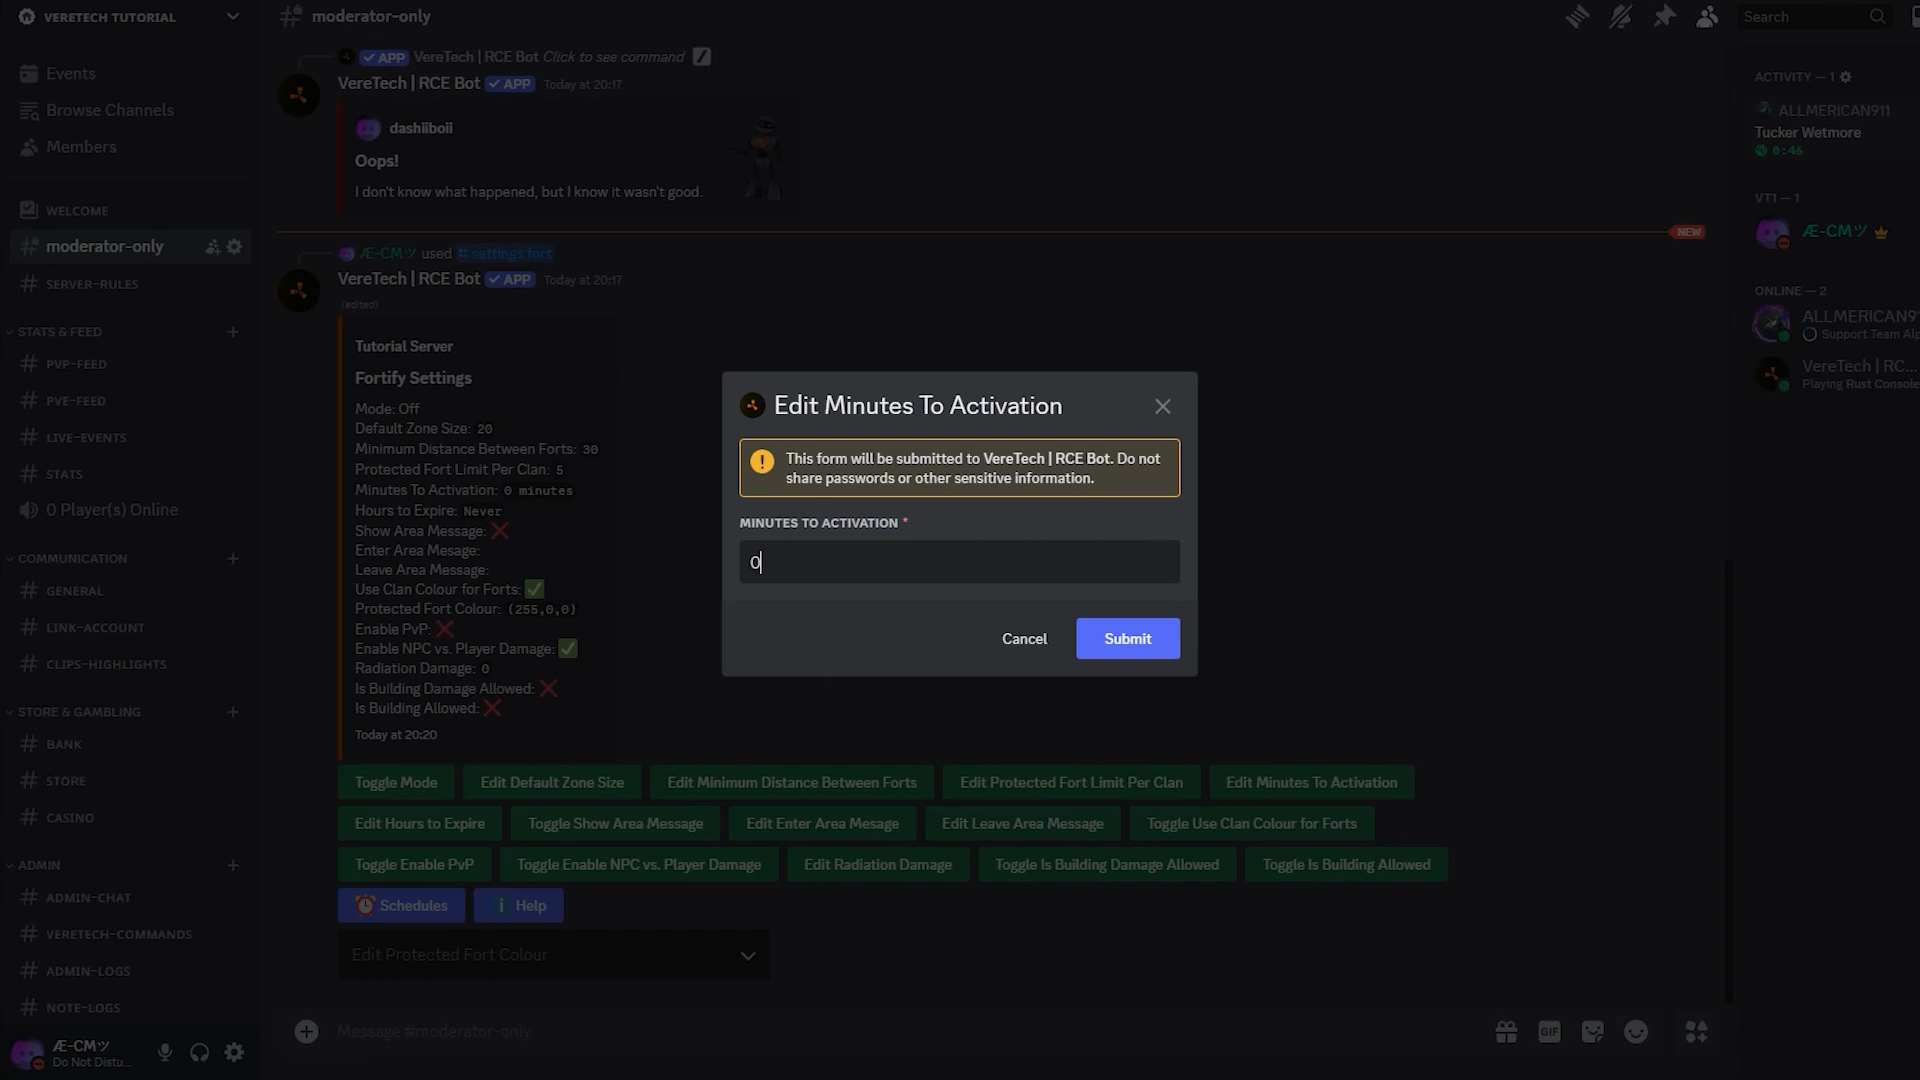 VERETECH TUTORIAL
moderator-only
Search
Events
Browse Channels
Members
WELCOME
moderator-only
SERVER-RULES
STATS & FEED
PVP-FEED
PVE-FEED
LIVE-EVENTS
STATS
0 Player(s) Online
COMMUNICATION
GENERAL
LINK-ACCOUNT
CLIPS-HIGHLIGHTS
STORE & GAMBLING
BANK
STORE
CASINO
ADMIN
ADMIN-CHAT
VERETECH-COMMANDS
ADMIN-LOGS
NOTE-LOGS
Æ-CMツ
Do Not Distu...
APP VereTech | RCE Bot Click to see command
VereTech | RCE Bot APP Today at 20:17
dashiiboii
Oops!
I don't know what happened, but I know it wasn't good.
NEW
Æ-CMツ used settings fort
VereTech | RCE Bot APP Today at 20:17
(edited)
Tutorial Server
Fortify Settings
Mode: Off
Default Zone Size: 20
Minimum Distance Between Forts: 30
Protected Fort Limit Per Clan: 5
Minutes To Activation: 0 minutes
Hours to Expire: Never
Show Area Message:
Enter Area Mesage:
Leave Area Message:
Use Clan Colour for Forts:
Protected Fort Colour: (255,0,0)
Enable PvP:
Enable NPC vs. Player Damage:
Radiation Damage: 0
Is Building Damage Allowed:
Is Building Allowed:
Today at 20:20
Toggle Mode
Edit Default Zone Size
Edit Minimum Distance Between Forts
Edit Protected Fort Limit Per Clan
Edit Minutes To Activation
Edit Hours to Expire
Toggle Show Area Message
Edit Enter Area Mesage
Edit Leave Area Message
Toggle Use Clan Colour for Forts
Toggle Enable PvP
Toggle Enable NPC vs. Player Damage
Edit Radiation Damage
Toggle Is Building Damage Allowed
Toggle Is Building Allowed
Schedules
Help
Edit Protected Fort Colour
Message #moderator-only
GIF
Edit Minutes To Activation
This form will be submitted to VereTech | RCE Bot. Do not
share passwords or other sensitive information.
MINUTES TO ACTIVATION *
0
Cancel
Submit
ACTIVITY — 1
ALLMERICAN911
Tucker Wetmore
0:46
VT1 — 1
Æ-CMツ
ONLINE — 2
ALLMERICAN91
Support Team Alp
VereTech | RC...
Playing Rust Console